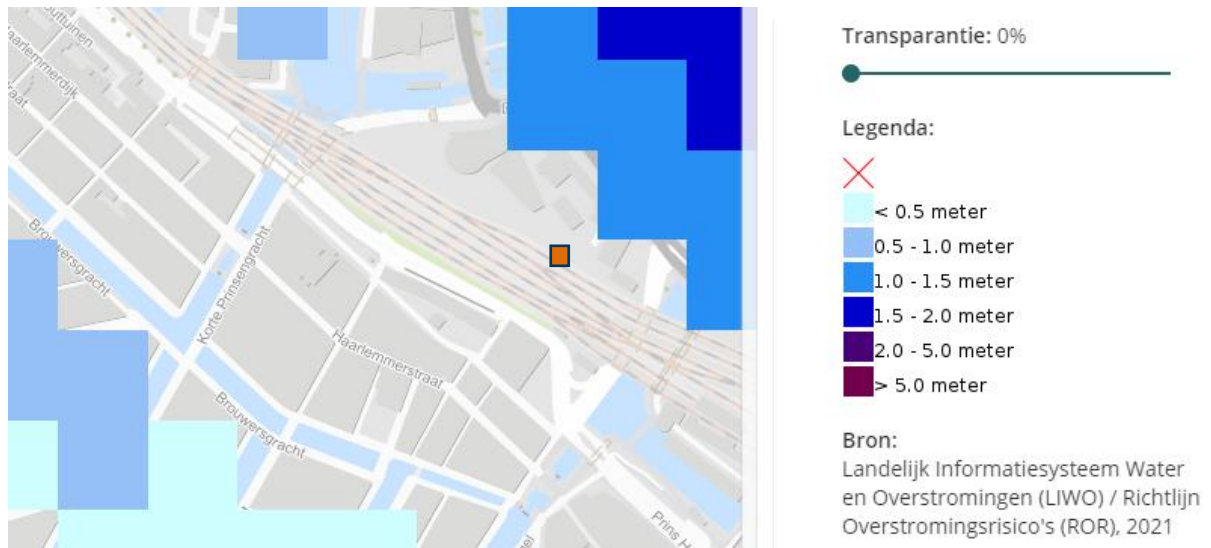 Haarlemmerdijk
Brouwersgracht
Korte Prinsengracht
Haarlemmerstraat
Brouwersgracht
Prins H
Transparantie: 0%
Legenda:
< 0.5 meter
0.5 - 1.0 meter
1.0 - 1.5 meter
1.5 - 2.0 meter
2.0 - 5.0 meter
> 5.0 meter
Bron:
Landelijk Informatiesysteem Water
en Overstromingen (LIWO) / Richtlijn
Overstromingsrisico's (ROR), 2021